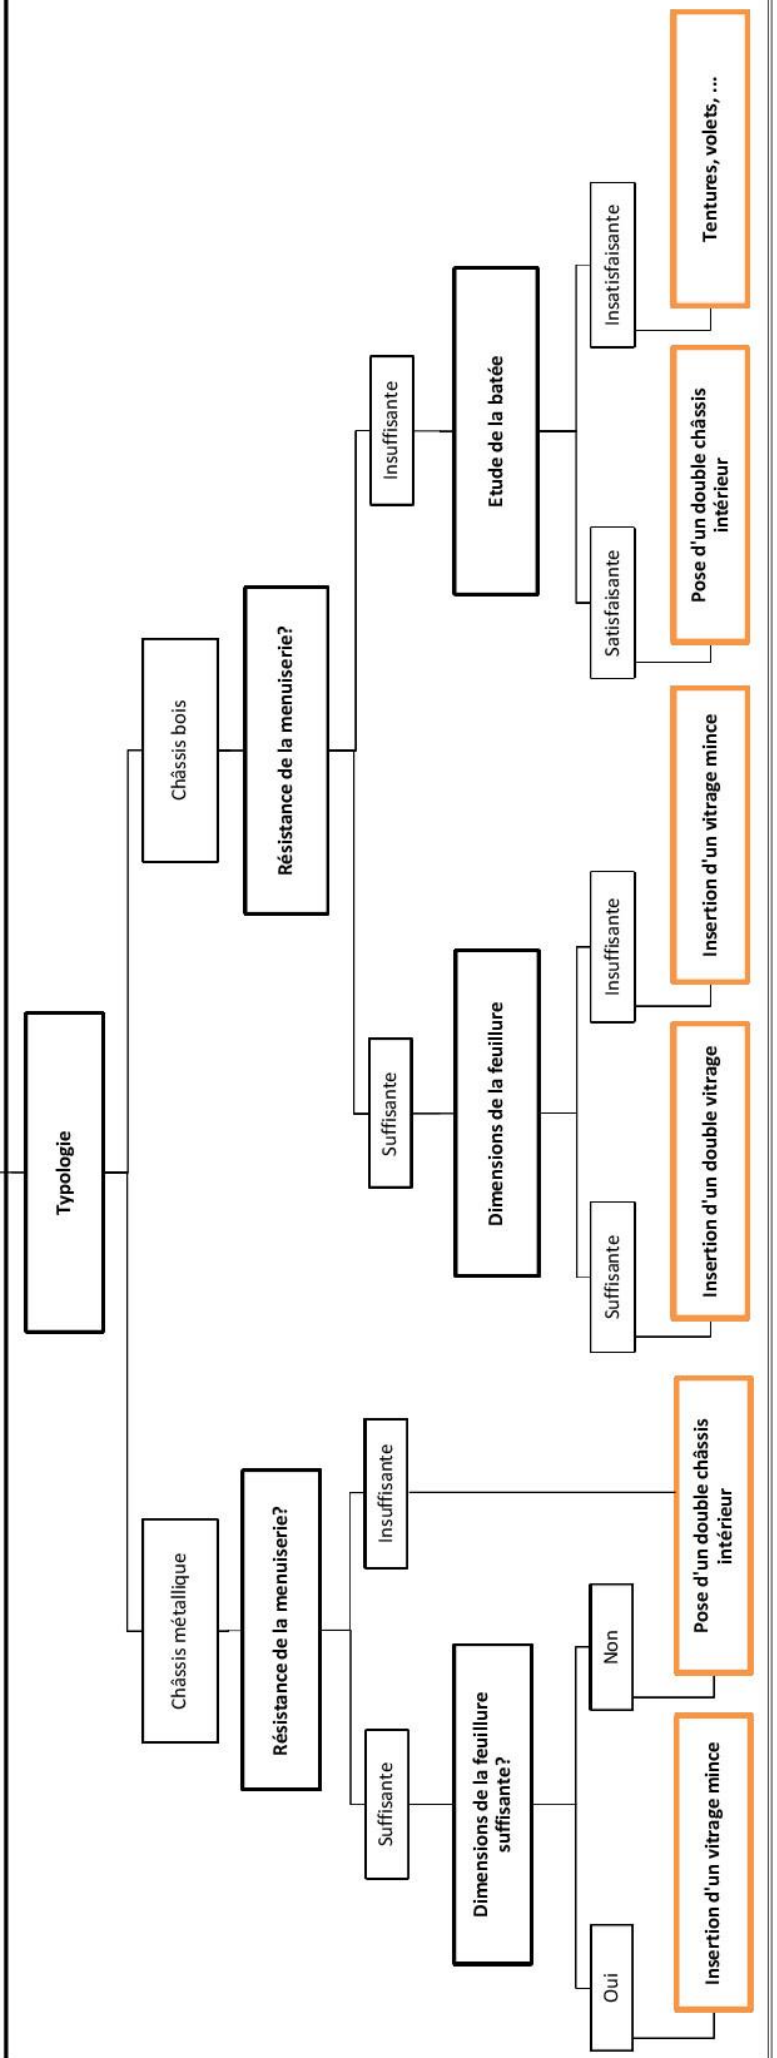 Typologie
Châssis métallique
Châssis bois
Résistance de la menuiserie?
Résistance de la menuiserie?
Suffisante
Insuffisante
Suffisante
Insuffisante
Dimensions de la feuillure
suffisante?
Dimensions de la feuillure
Etude de la batée
Oui
Non
Suffisante
Insuffisante
Satisfaisante
Insatisfaisante
Insertion d'un vitrage mince
Pose d'un double châssis
intérieur
Insertion d'un double vitrage
Insertion d'un vitrage mince
Pose d'un double châssis
intérieur
Tentures, volets, ...